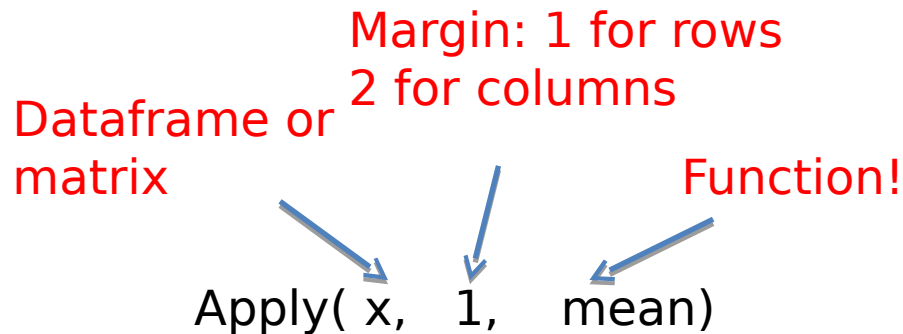 Margin: 1 for rows
2 for columns
Dataframe or
matrix
Function!
Apply( x, 1, mean)